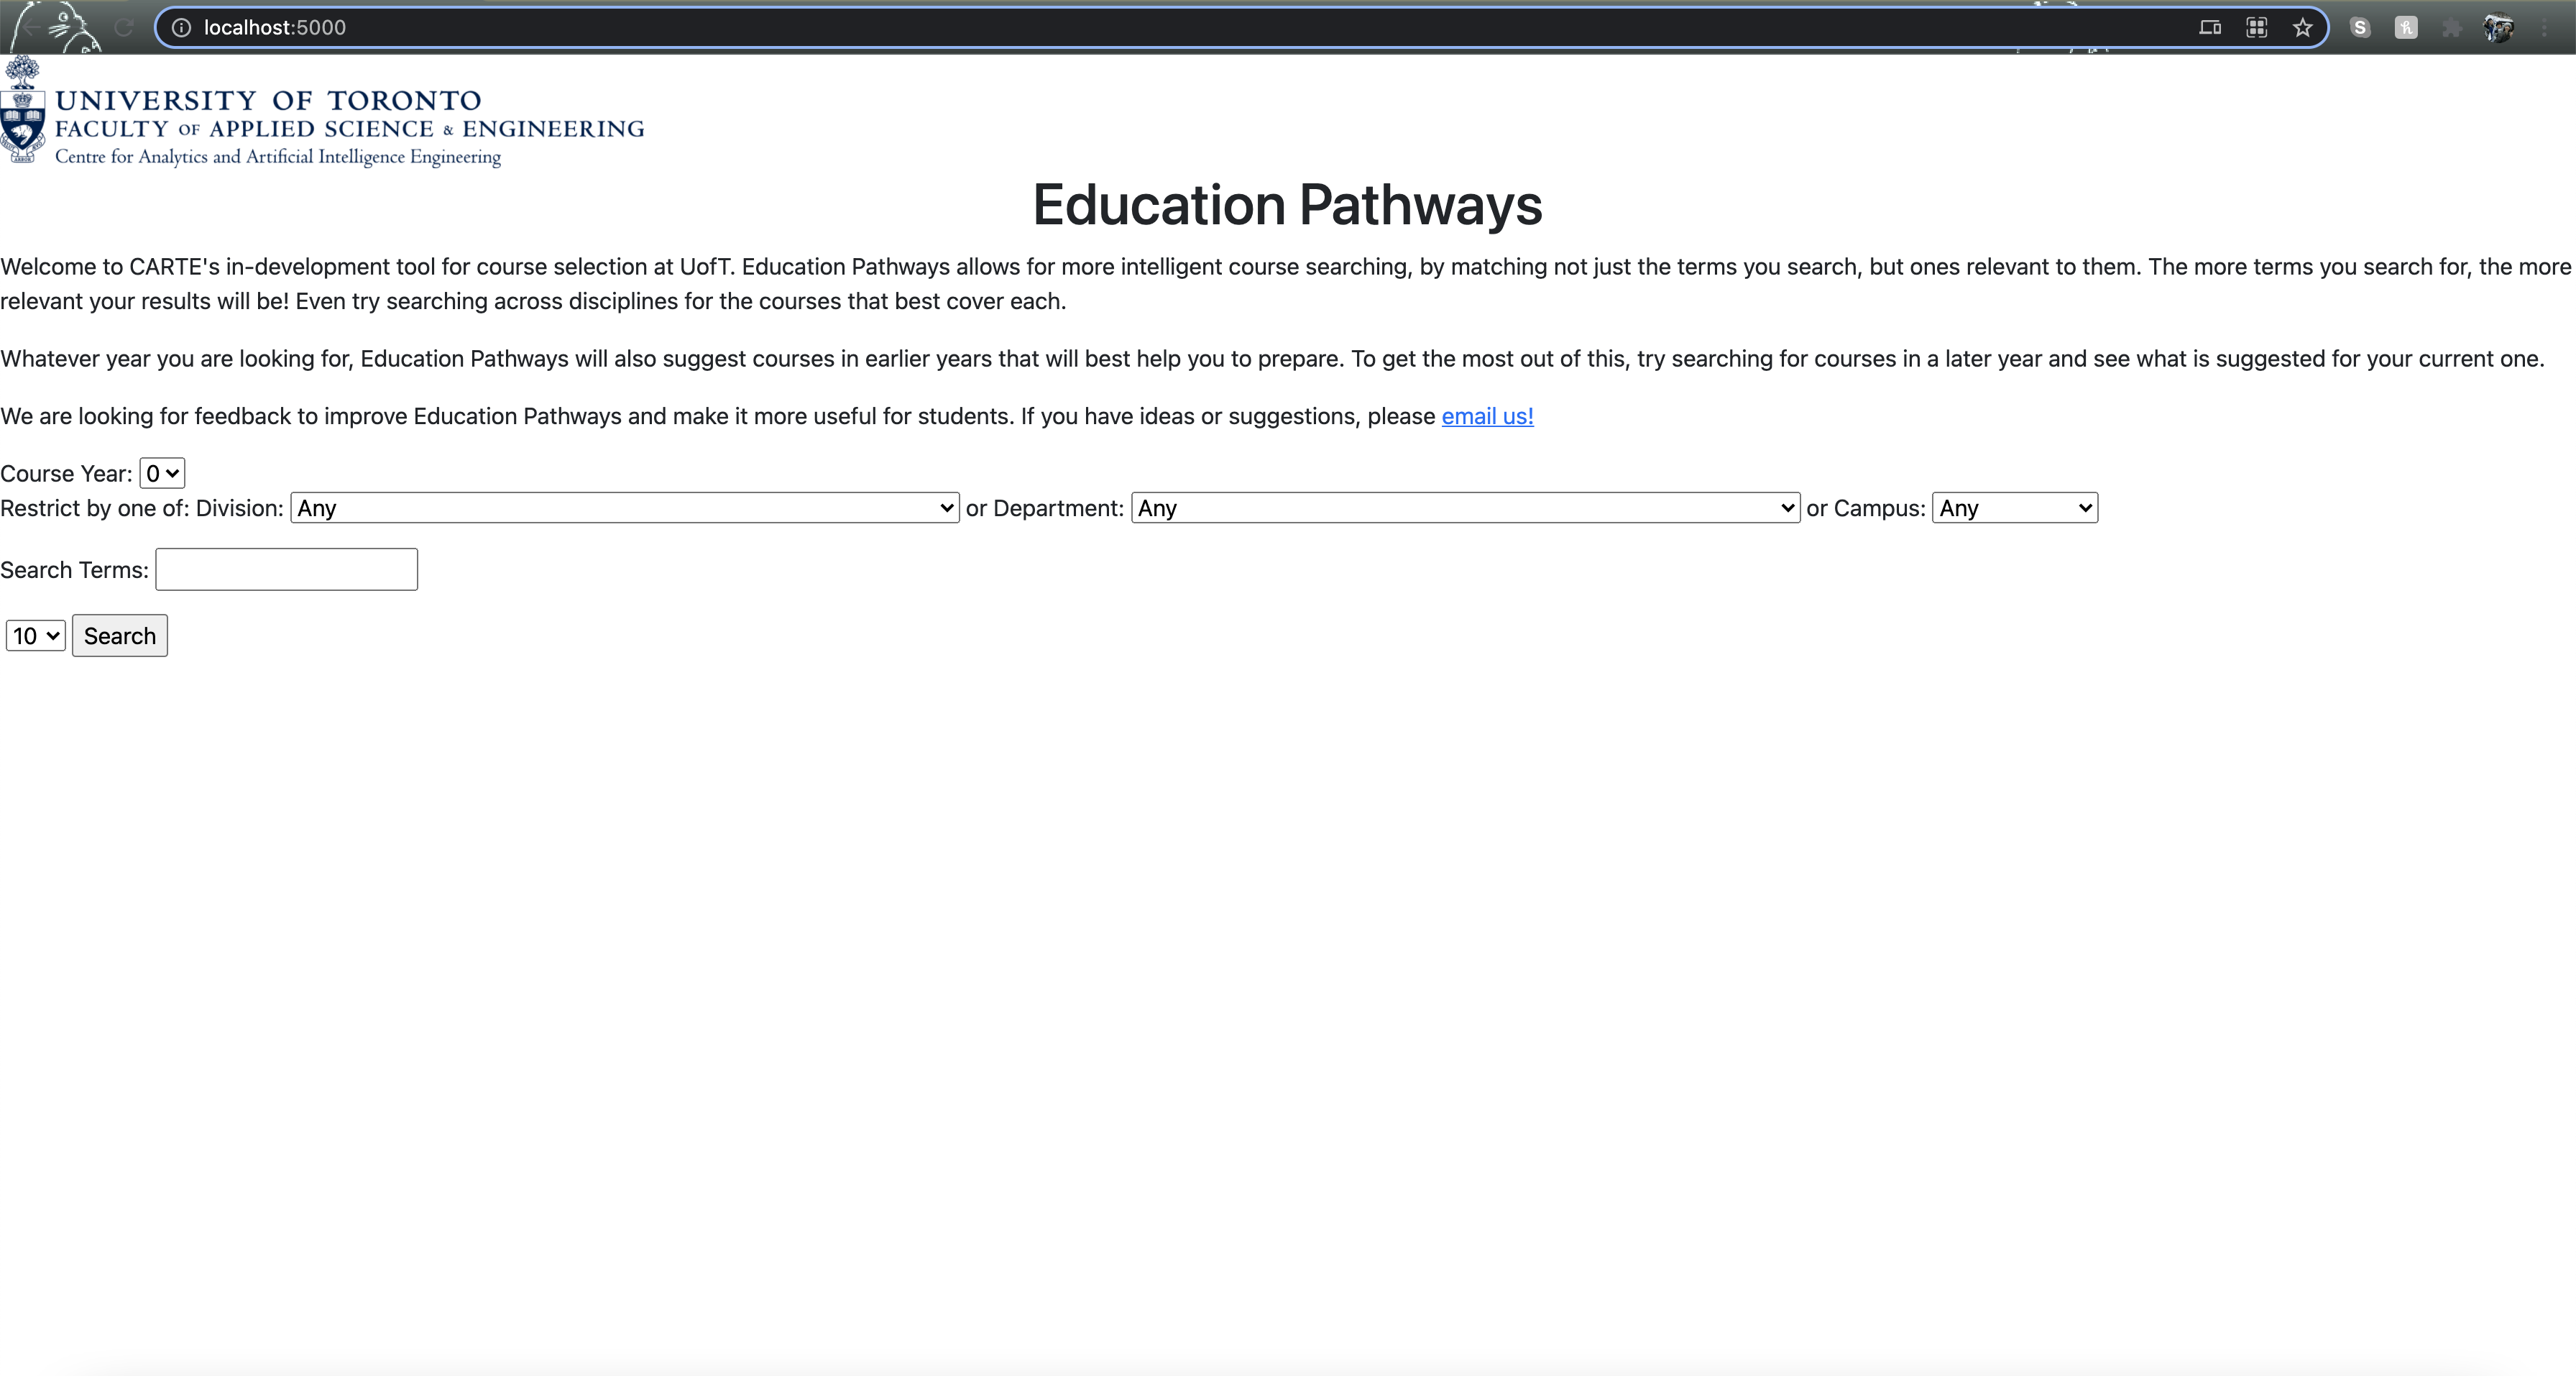 localhost:5000
UNIVERSITY OF TORONTO
FACULTY OF APPLIED SCIENCE & ENGINEERING
Centre for Analytics and Artificial Intelligence Engineering
Education Pathways
Welcome to CARTE's in-development tool for course selection at UofT. Education Pathways allows for more intelligent course searching, by matching not just the terms you search, but ones relevant to them. The more terms you search for, the more
relevant your results will be! Even try searching across disciplines for the courses that best cover each.
Whatever year you are looking for, Education Pathways will also suggest courses in earlier years that will best help you to prepare. To get the most out of this, try searching for courses in a later year and see what is suggested for your current one.
We are looking for feedback to improve Education Pathways and make it more useful for students. If you have ideas or suggestions, please email us!
Course Year: 0
Restrict by one of: Division: Any or Department: Any or Campus: Any
Search Terms:
10 Search